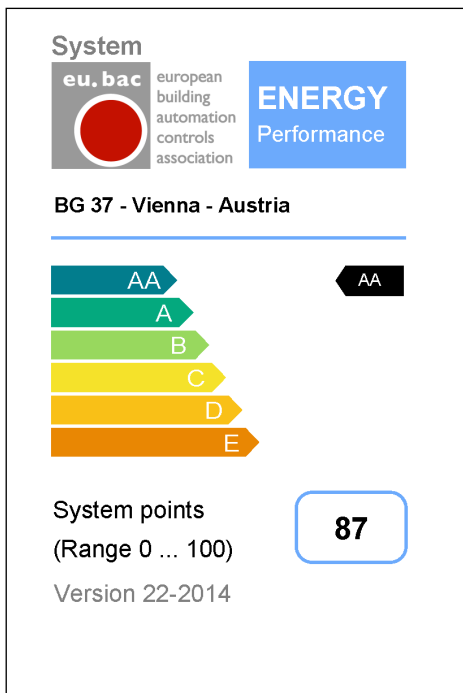 System
eu.bac
european
building
automation
controls
association
ENERGY
Performance
BG 37 - Vienna - Austria
AA
AA
A
B
C
D
E
System points
(Range 0 ... 100)
87
Version 22-2014